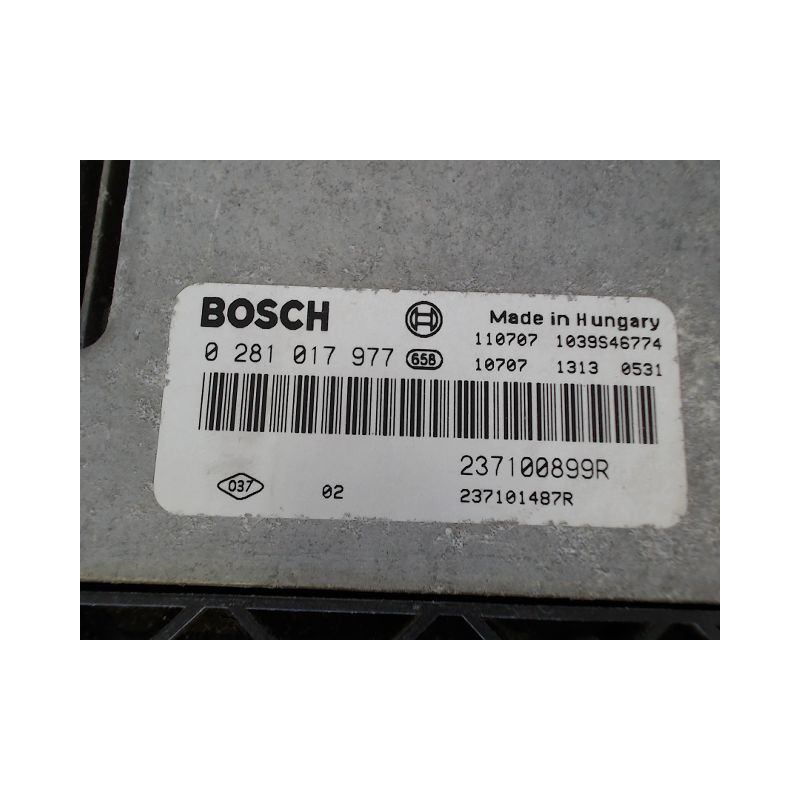 BOSCH Made in Hungary
110707 1039S46774
0 281 017 977 658
10707 1313 0531
237100899R
037 02 237101487R